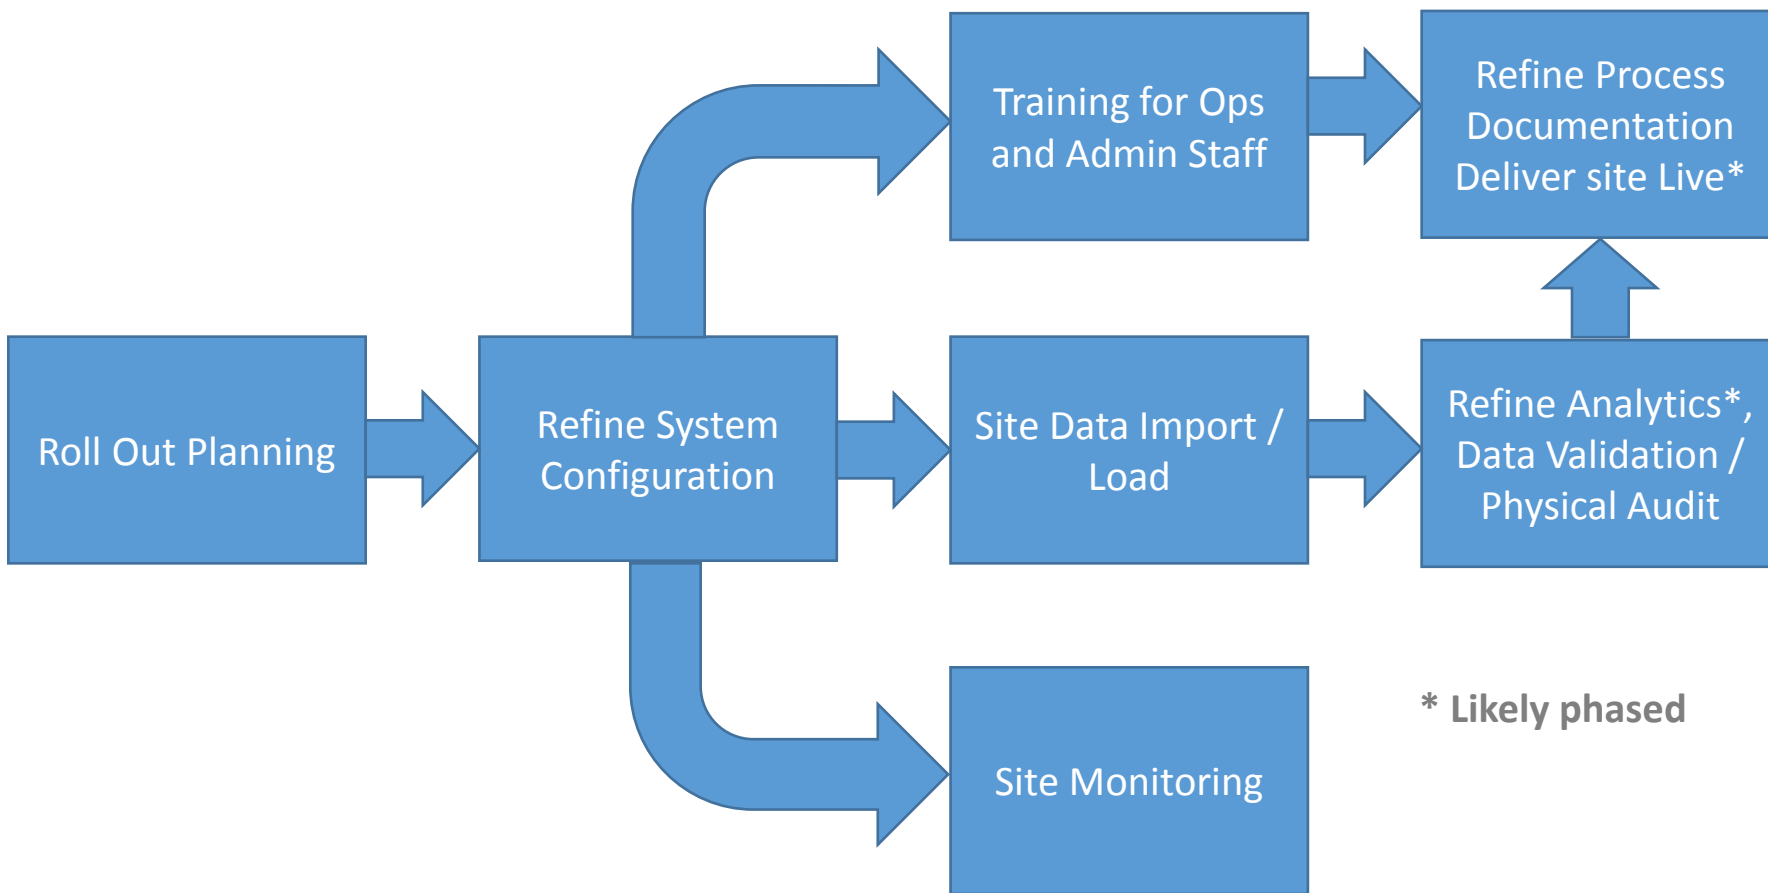 Training for Ops
and Admin Staff
Refine Process
Documentation
Deliver site Live*
Roll Out Planning
Refine System
Configuration
Site Data Import /
Load
Refine Analytics*,
Data Validation /
Physical Audit
Site Monitoring
* Likely phased